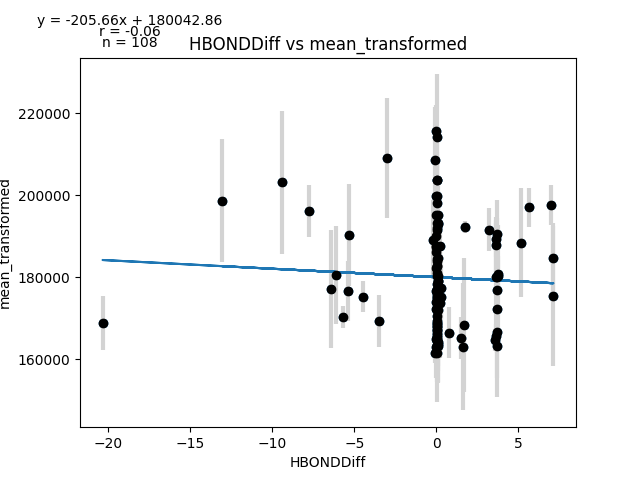 y = -205.66x + 180042.86
r = -0.06
n = 108
HBONDDiff vs mean_transformed
220000
200000
180000
160000
mean_transformed
−20
−15
−10
−5
0
5
HBONDDiff